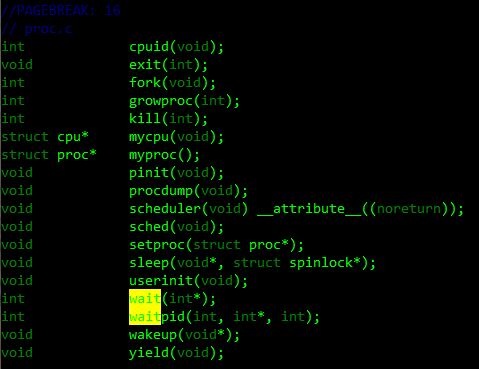 //PAGEBREAK: 16
// proc.c
int cpuid(void);
void exit(int);
int fork(void);
int growproc(int);
int kill(int);
struct cpu* mycpu(void);
struct proc* myproc();
void pinit(void);
void procdump(void);
void scheduler(void) __attribute__((noreturn));
void sched(void);
void setproc(struct proc*);
void sleep(void*, struct spinlock*);
void userinit(void);
int wait(int*);
int waitpid(int, int*, int);
void wakeup(void*);
void yield(void);